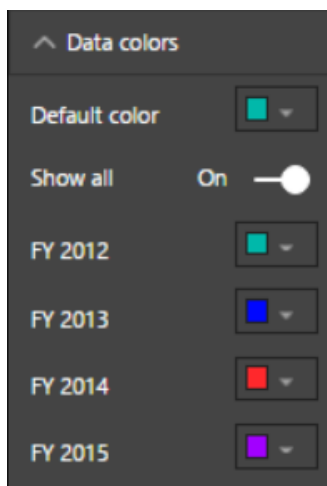 Data colors
Default color
Show all On
FY 2012
FY 2013
FY 2014
FY 2015